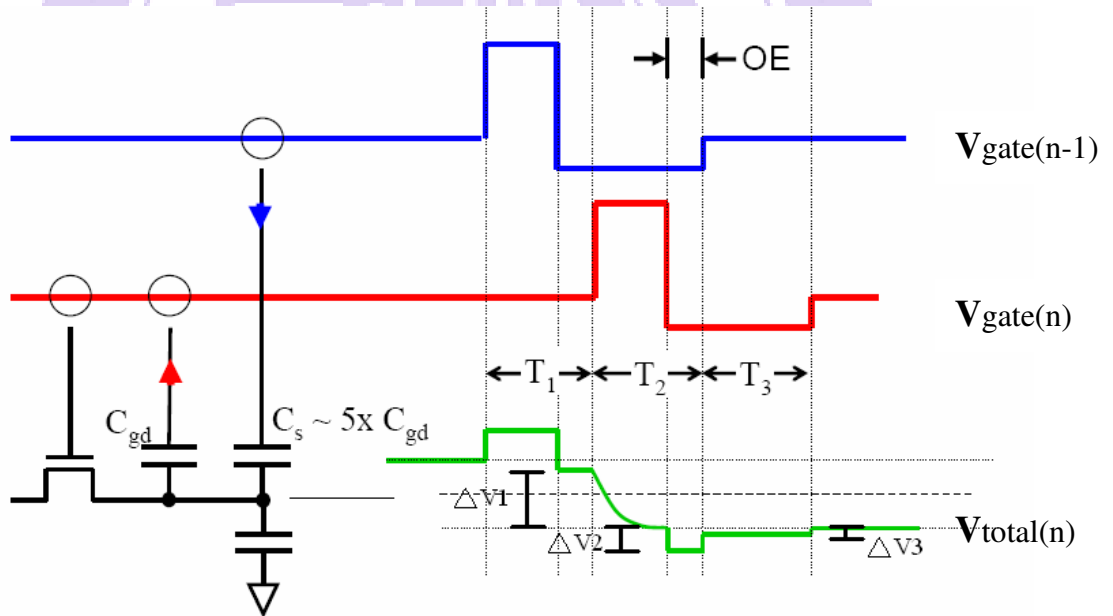 OE
Vgate(n-1)
Vgate(n)
T1
T2
T3
Cgd
Cs ~ 5x Cgd
△V1
△V2
△V3
Vtotal(n)